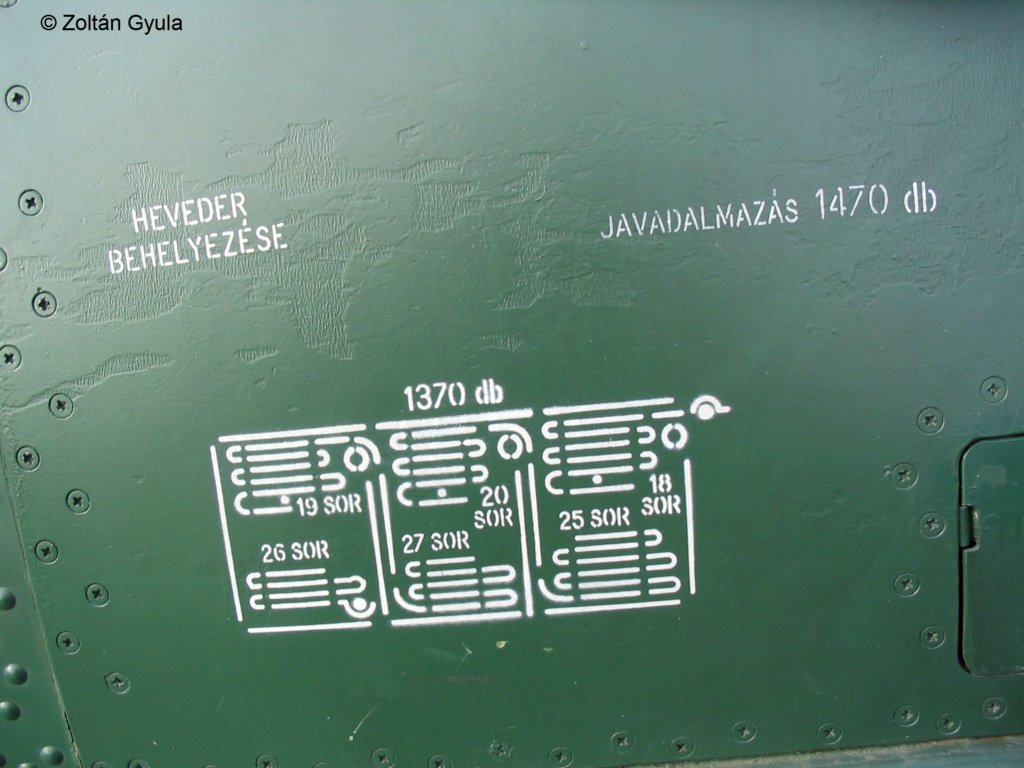 © Zoltán Gyula
HEVEDER
BEHELYEZÉSE
JAVADALMAZÁS 1470 db
1370 db
19 SOR
20
SOR
18
SOR
26 SOR
27 SOR
25 SOR